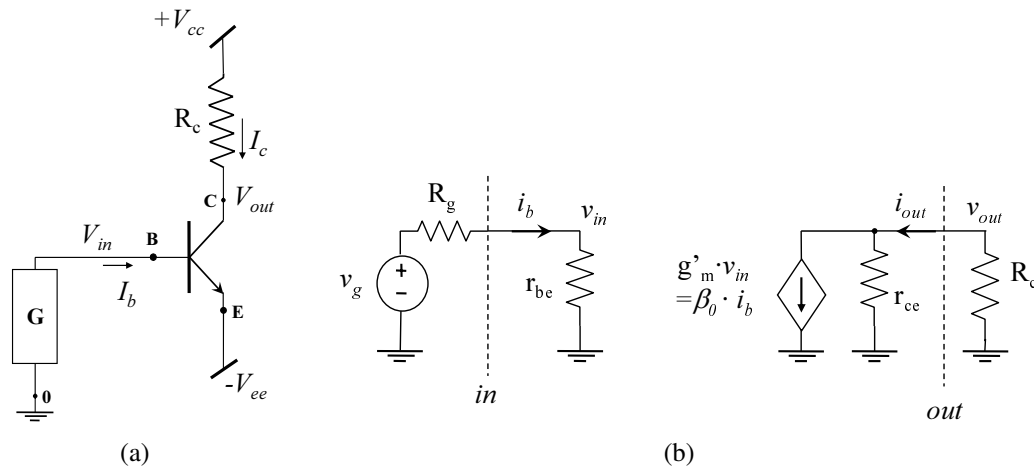 +V_cc
R_c
I_c
C
V_out
V_in
B
I_b
G
E
0
-V_ee
(a)
R_g
i_b
v_in
v_g
+
−
r_be
in
i_out
v_out
g'_m·v_in
=β_0 · i_b
r_ce
R_c
out
(b)